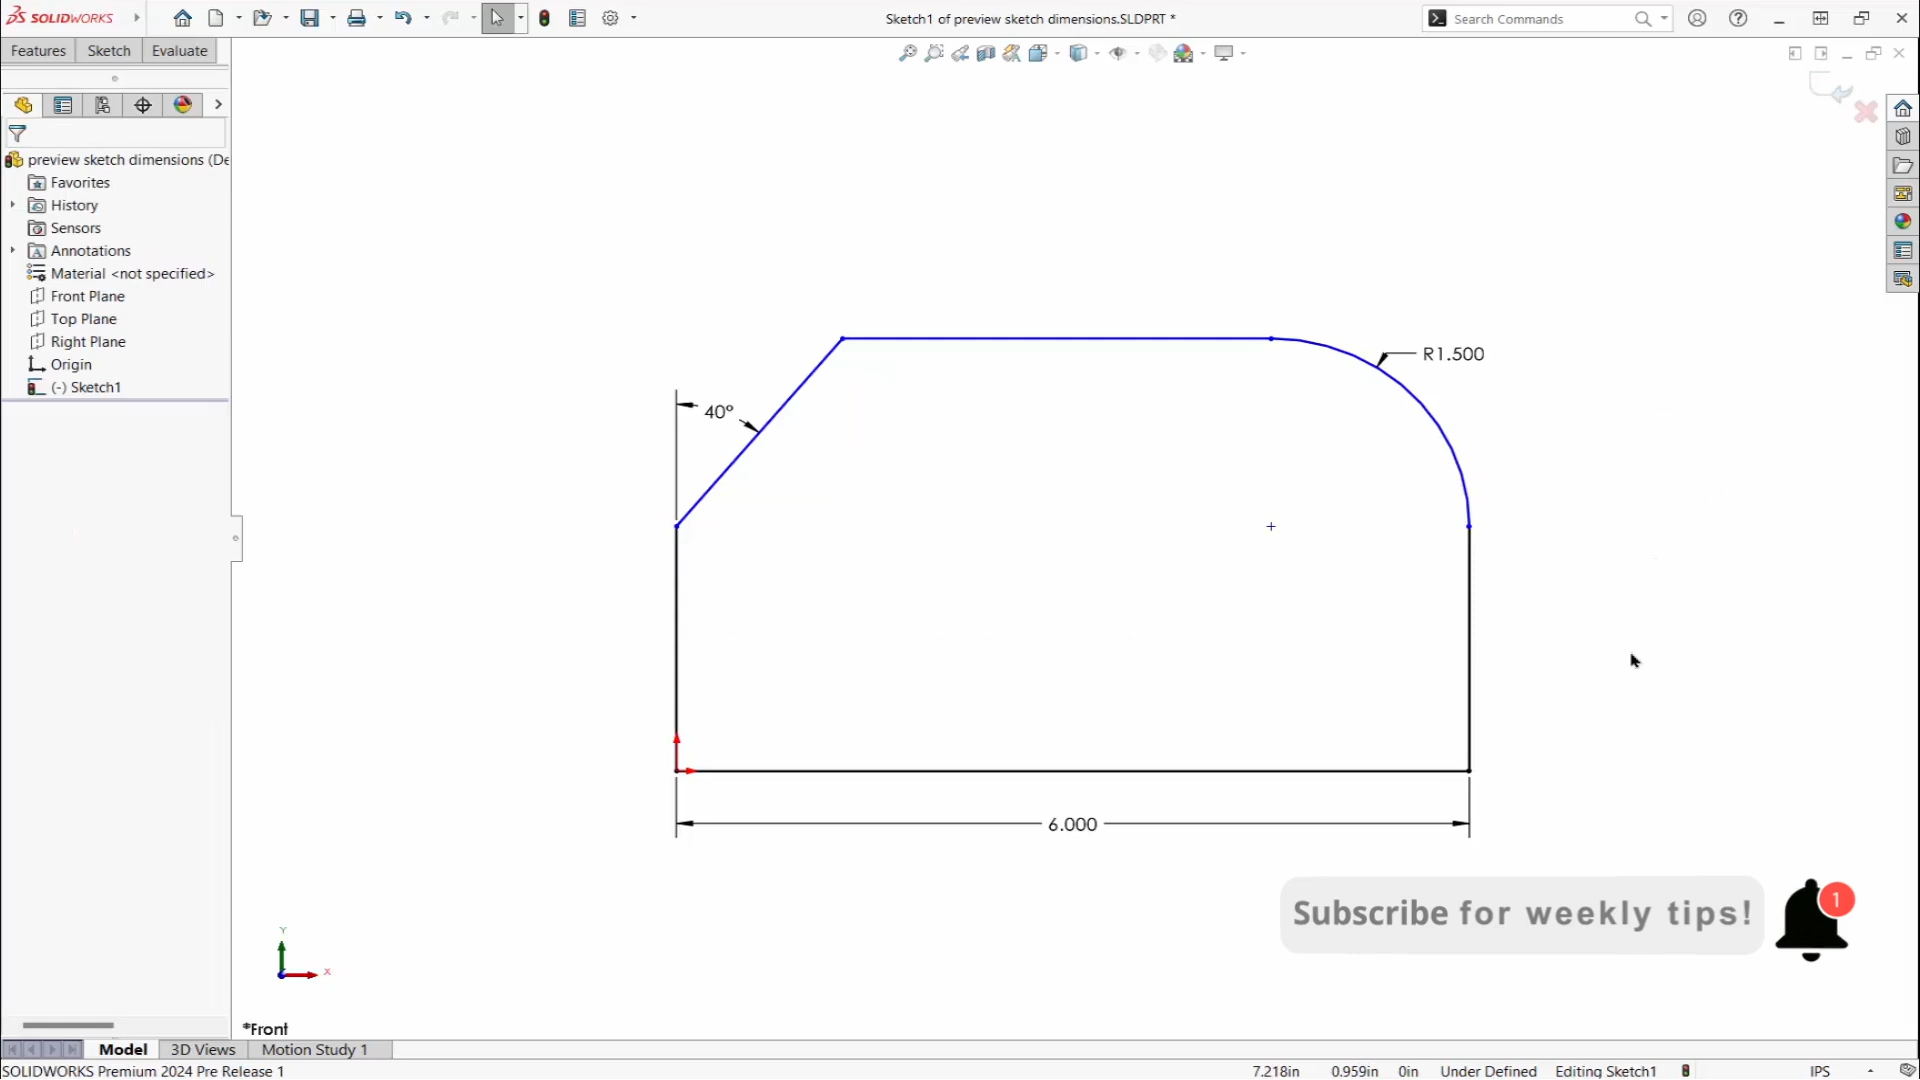 SOLIDWORKS
Sketch1 of preview sketch dimensions.SLDPRT *
Search Commands
Features
Sketch
Evaluate
preview sketch dimensions (De
Favorites
History
Sensors
Annotations
Material <not specified>
Front Plane
Top Plane
Right Plane
Origin
(-) Sketch1
R1.500
40°
6.000
Subscribe for weekly tips!
1
Y
X
*Front
Model
3D Views
Motion Study 1
SOLIDWORKS Premium 2024 Pre Release 1
7.218in
0.959in
0in
Under Defined
Editing Sketch1
IPS